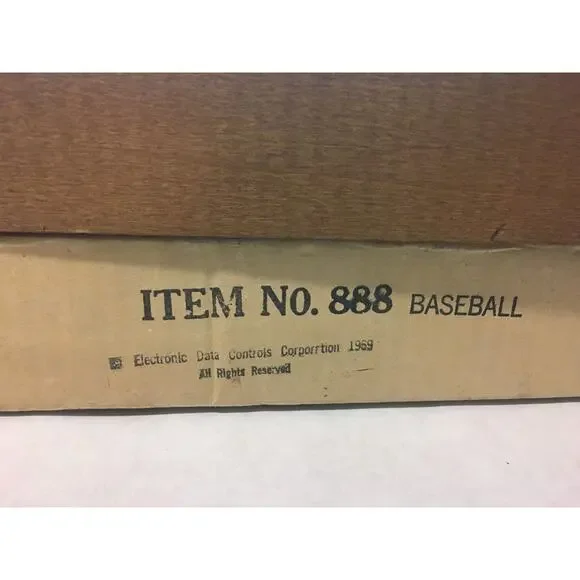 ITEM NO. 888 BASEBALL
© Electronic Data Controls Corporrtion 1969
All Rights Reserved